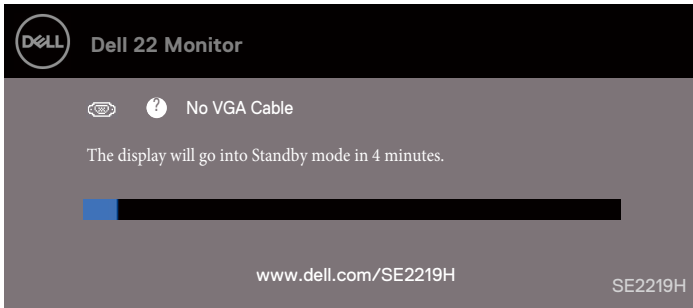 DELL
Dell 22 Monitor
? No VGA Cable
The display will go into Standby mode in 4 minutes.
www.dell.com/SE2219H
SE2219H